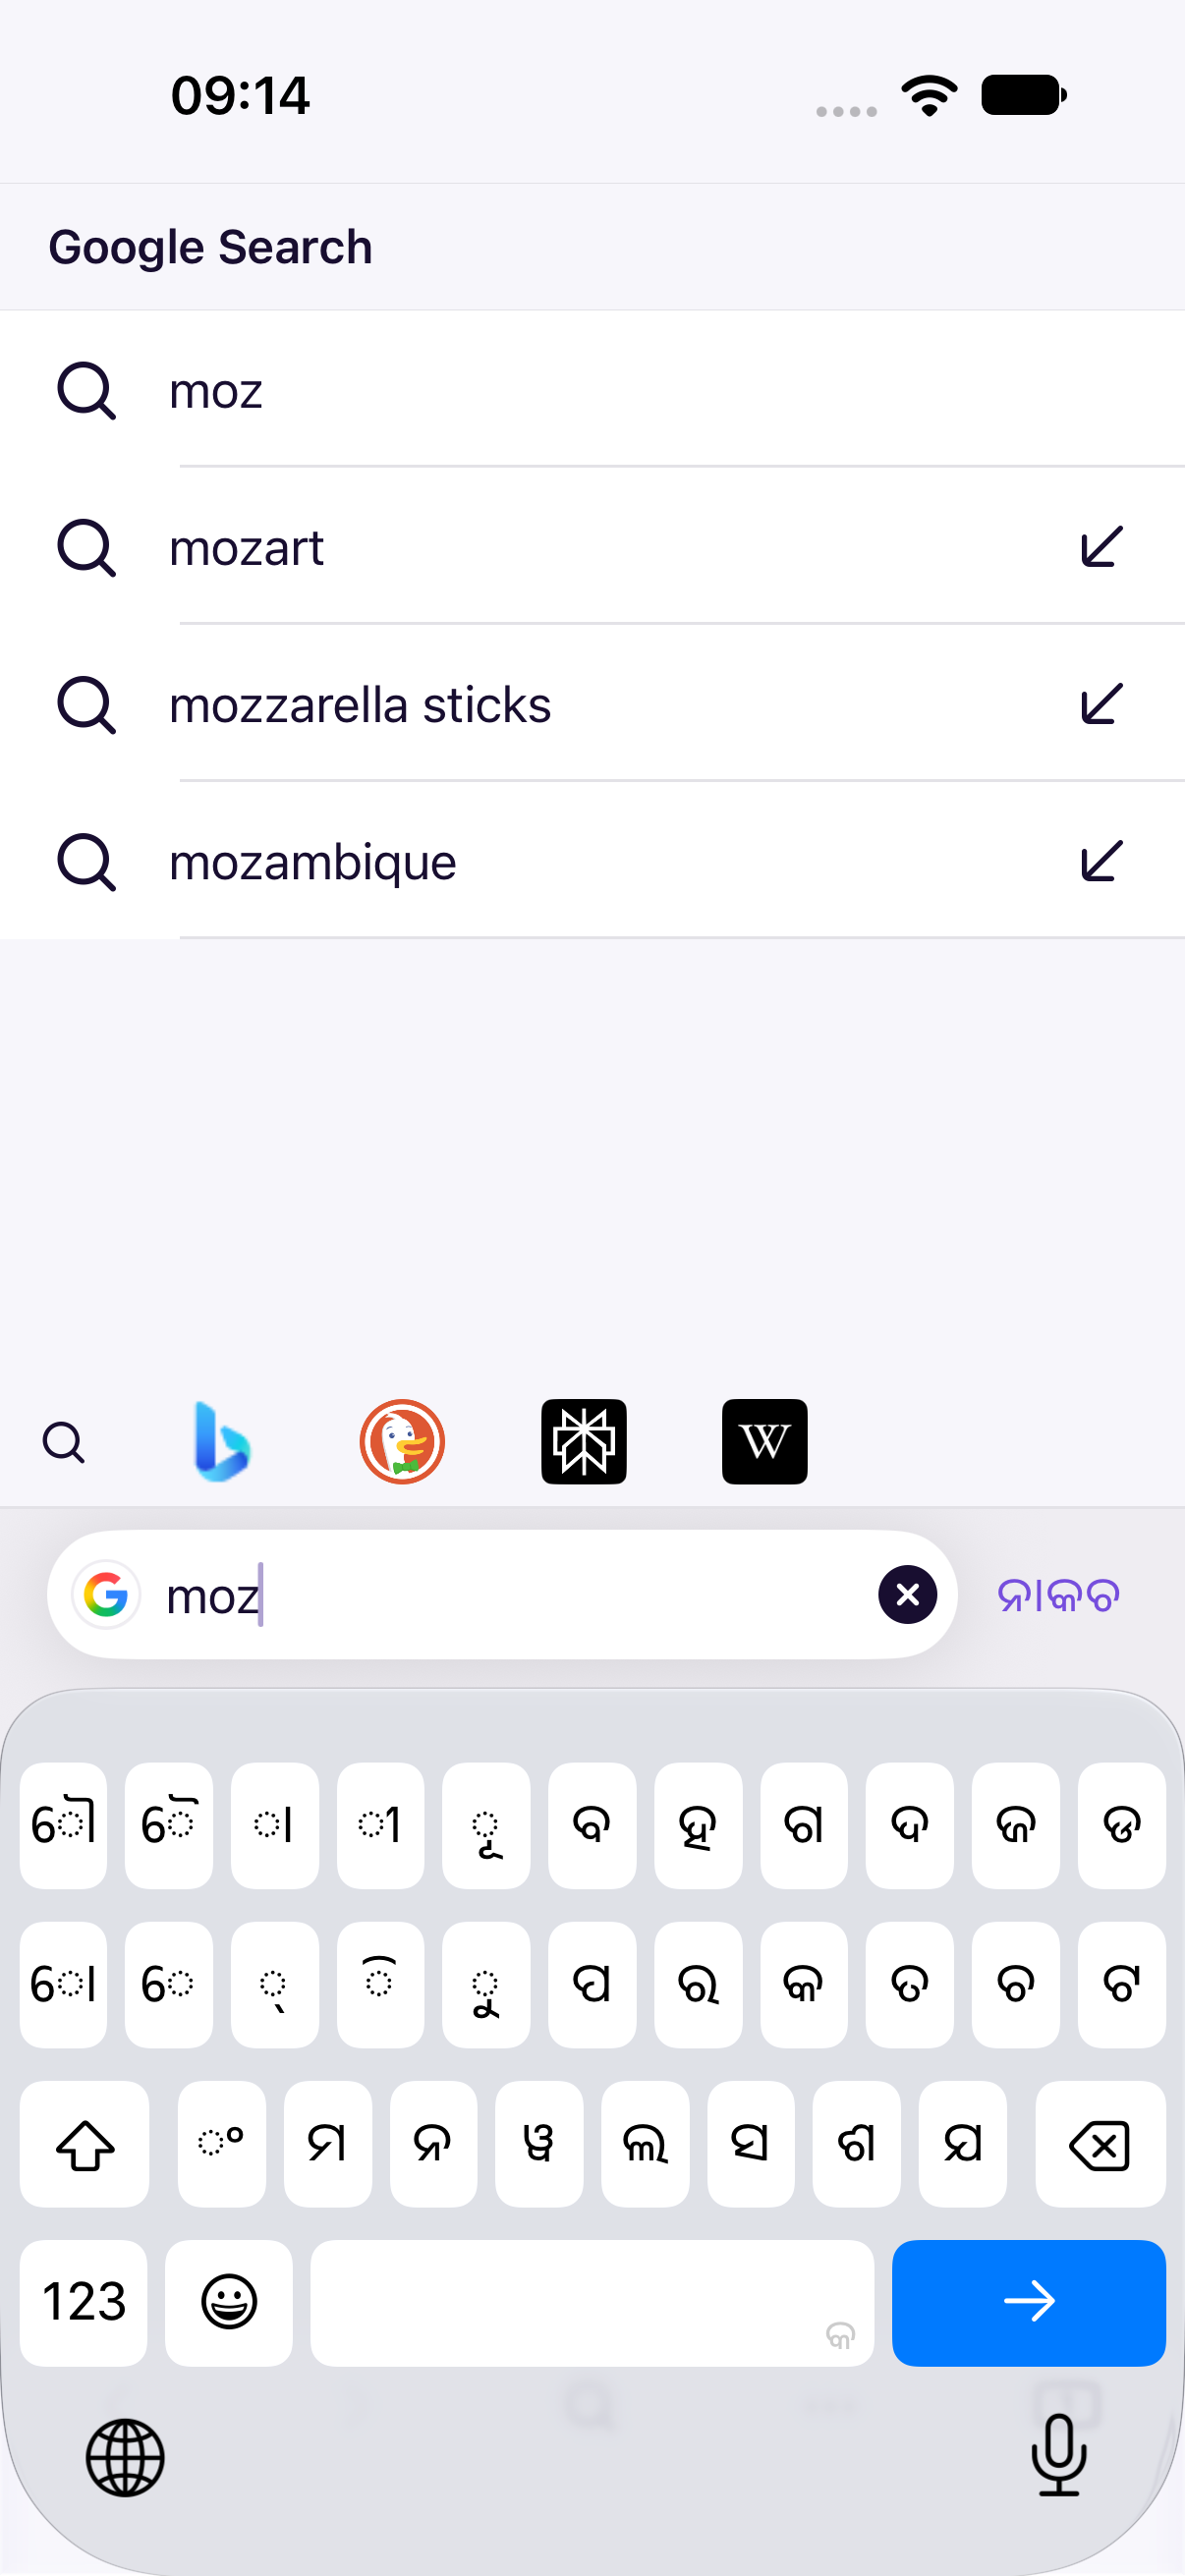 09:14
Google Search
moz
mozart
mozzarella sticks
mozambique
W
moz
ନାକଚ
ୌ ୈ ା ୀ ୂ ବ ହ ଗ ଦ ଜ ଡ
ୋ େ ୍ ି ୁ ପ ର କ ତ ଚ ଟ
ଂ ମ ନ ୱ ଲ ସ ଶ ଯ
123
କ